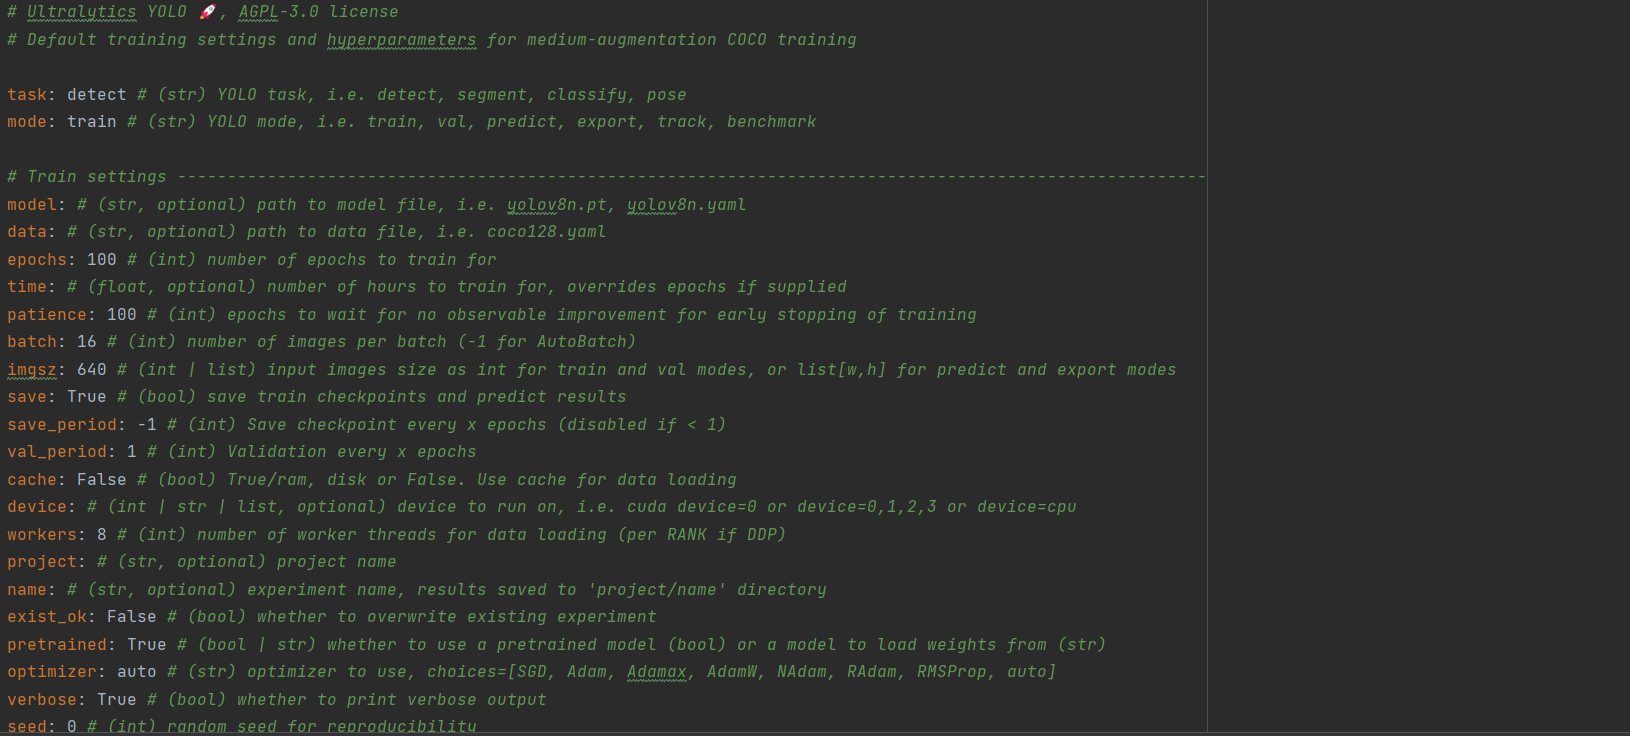 # Ultralytics YOLO 🚀, AGPL-3.0 license
# Default training settings and hyperparameters for medium-augmentation COCO training
task: detect # (str) YOLO task, i.e. detect, segment, classify, pose
mode: train # (str) YOLO mode, i.e. train, val, predict, export, track, benchmark
# Train settings -------------------------------------------------------------------------------------------------------
model: # (str, optional) path to model file, i.e. yolov8n.pt, yolov8n.yaml
data: # (str, optional) path to data file, i.e. coco128.yaml
epochs: 100 # (int) number of epochs to train for
time: # (float, optional) number of hours to train for, overrides epochs if supplied
patience: 100 # (int) epochs to wait for no observable improvement for early stopping of training
batch: 16 # (int) number of images per batch (-1 for AutoBatch)
imgsz: 640 # (int | list) input images size as int for train and val modes, or list[w,h] for predict and export modes
save: True # (bool) save train checkpoints and predict results
save_period: -1 # (int) Save checkpoint every x epochs (disabled if < 1)
val_period: 1 # (int) Validation every x epochs
cache: False # (bool) True/ram, disk or False. Use cache for data loading
device: # (int | str | list, optional) device to run on, i.e. cuda device=0 or device=0,1,2,3 or device=cpu
workers: 8 # (int) number of worker threads for data loading (per RANK if DDP)
project: # (str, optional) project name
name: # (str, optional) experiment name, results saved to 'project/name' directory
exist_ok: False # (bool) whether to overwrite existing experiment
pretrained: True # (bool | str) whether to use a pretrained model (bool) or a model to load weights from (str)
optimizer: auto # (str) optimizer to use, choices=[SGD, Adam, Adamax, AdamW, NAdam, RAdam, RMSProp, auto]
verbose: True # (bool) whether to print verbose output
seed: 0 # (int) random seed for reproducibility